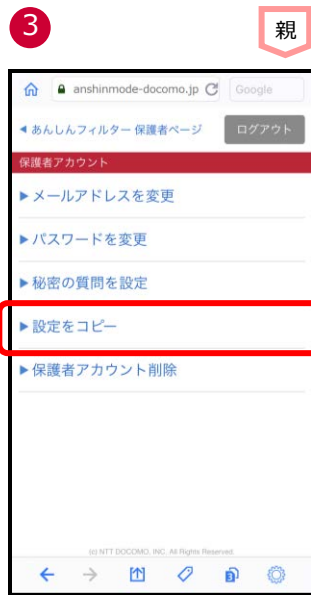 3
親
anshinmode-docomo.jp
Google
◀ あんしんフィルター 保護者ページ
ログアウト
保護者アカウント
▶メールアドレスを変更
▶パスワードを変更
▶秘密の質問を設定
▶設定をコピー
▶保護者アカウント削除
(c) NTT DOCOMO, INC. All Rights Reserved.
3